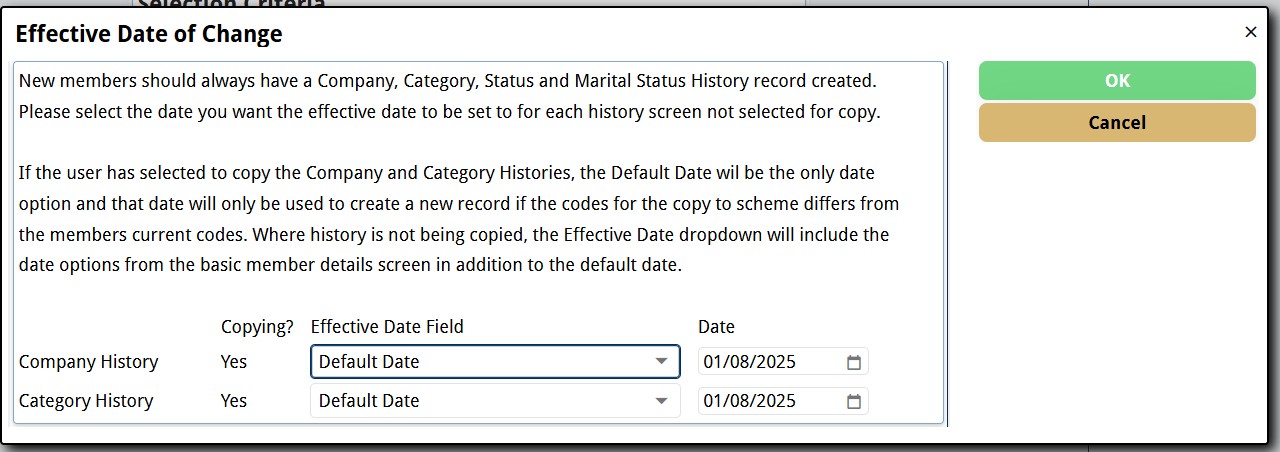 Selection Criteria
Effective Date of Change
New members should always have a Company, Category, Status and Marital Status History record created.
Please select the date you want the effective date to be set to for each history screen not selected for copy.
If the user has selected to copy the Company and Category Histories, the Default Date wil be the only date
option and that date will only be used to create a new record if the codes for the copy to scheme differs from
the members current codes. Where history is not being copied, the Effective Date dropdown will include the
date options from the basic member details screen in addition to the default date.
Copying? Effective Date Field Date
Company History Yes Default Date 01/08/2025
Category History Yes Default Date 01/08/2025
OK
Cancel